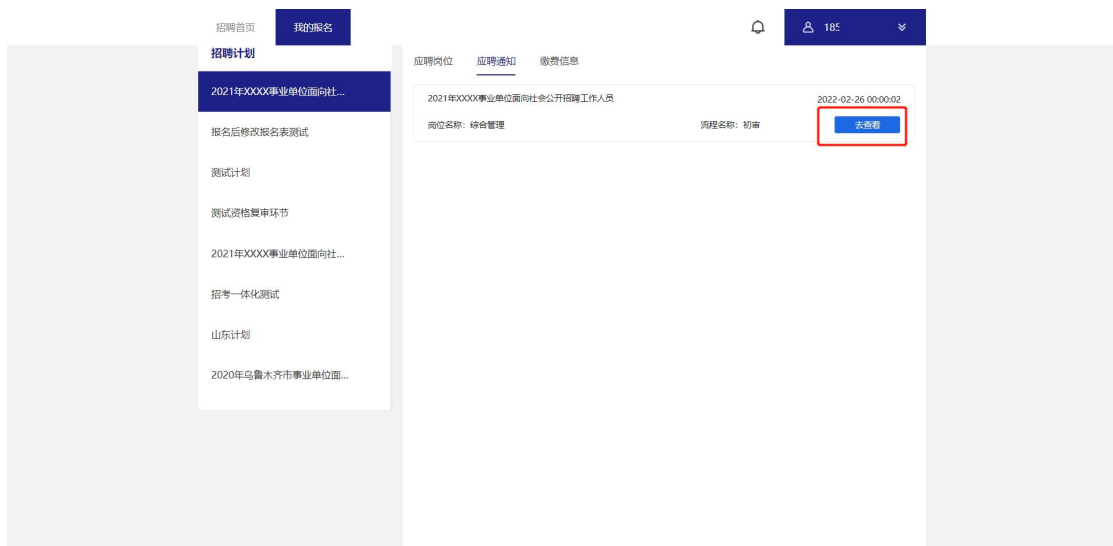 招聘首页 我的报名 185
招聘计划
应聘岗位 应聘通知 缴费信息
2021年XXXX事业单位面向社...
2021年XXXX事业单位面向社会公开招聘工作人员 2022-02-26 00:00:02
岗位名称：综合管理 流程名称：初审 去查看
报名后修改报名表测试
测试计划
测试资格复审环节
2021年XXXX事业单位面向社...
招考一体化测试
山东计划
2020年乌鲁木齐市事业单位面...